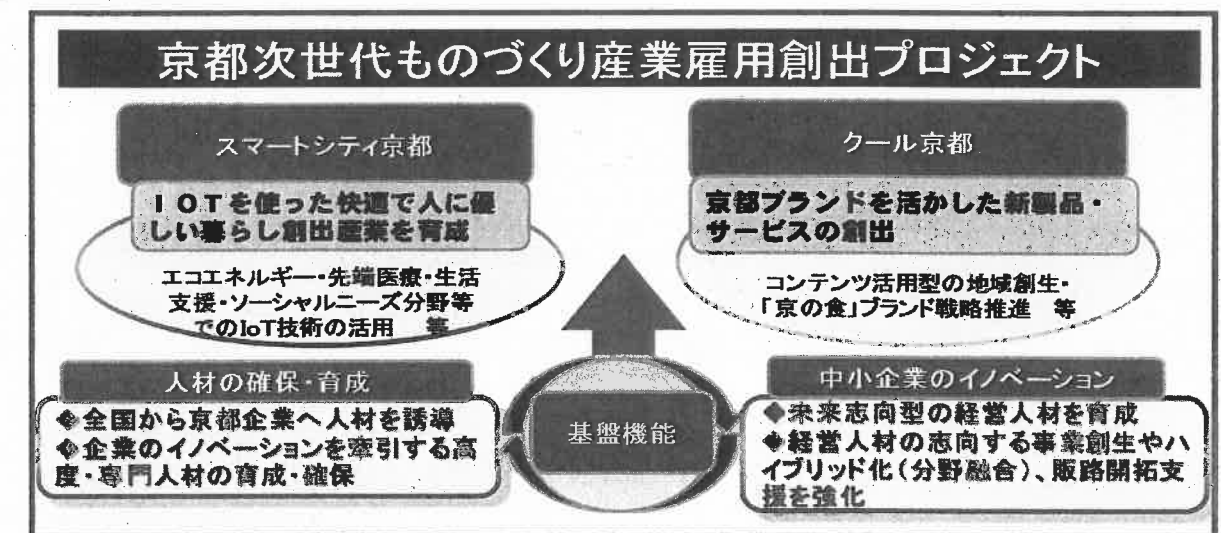 京都次世代ものづくり産業雇用創出プロジェクト
スマートシティ京都
ＩＯＴを使った快適で人に優
しい暮らし創出産業を育成
エコエネルギー・先端医療・生活
支援・ソーシャルニーズ分野等
でのIoT技術の活用　等
クール京都
京都ブランドを活かした新製品・
サービスの創出
コンテンツ活用型の地域創生・
「京の食」ブランド戦略推進　等
人材の確保・育成
◆全国から京都企業へ人材を誘導
◆企業のイノベーションを牽引する高
度・専門人材の育成・確保
基盤機能
中小企業のイノベーション
◆未来志向型の経営人材を育成
◆経営人材の志向する事業創生やハ
イブリッド化（分野融合）、販路開拓支
援を強化